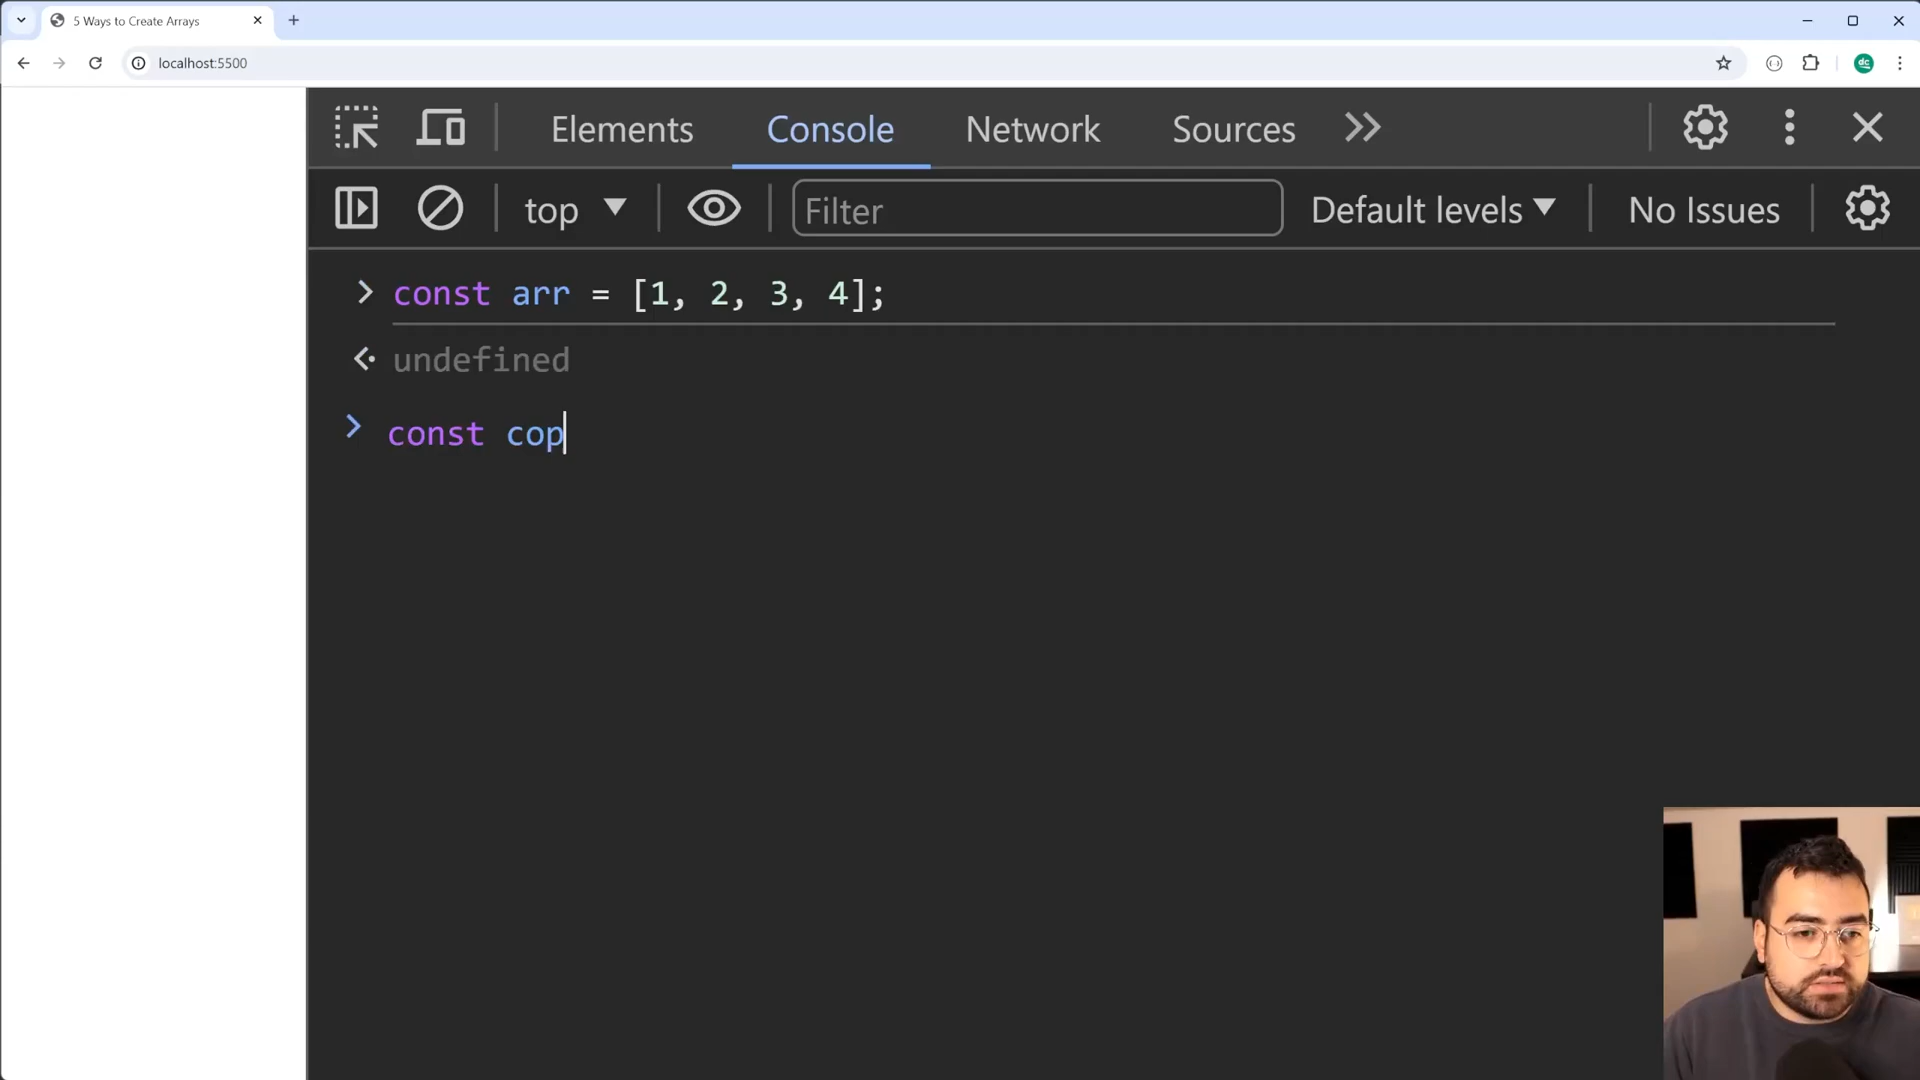 5 Ways to Create Arrays
localhost:5500
dc
Elements Console Network Sources
top Filter Default levels No Issues
> const arr = [1, 2, 3, 4];
undefined
> const cop